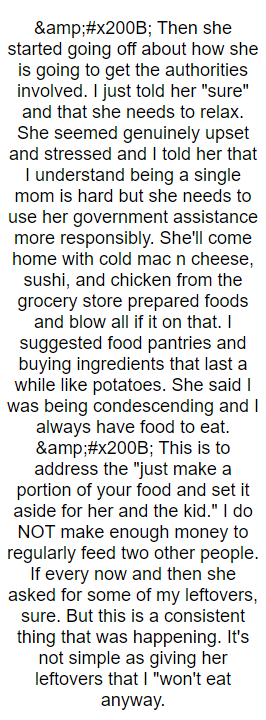 &amp;#x200B; Then she
started going off about how she
is going to get the authorities
involved. I just told her "sure"
and that she needs to relax.
She seemed genuinely upset
and stressed and I told her that
I understand being a single
mom is hard but she needs to
use her government assistance
more responsibly. She'll come
home with cold mac n cheese,
sushi, and chicken from the
grocery store prepared foods
and blow all if it on that. I
suggested food pantries and
buying ingredients that last a
while like potatoes. She said I
was being condescending and I
always have food to eat.
&amp;#x200B; This is to
address the "just make a
portion of your food and set it
aside for her and the kid." I do
NOT make enough money to
regularly feed two other people.
If every now and then she
asked for some of my leftovers,
sure. But this is a consistent
thing that was happening. It's
not simple as giving her
leftovers that I "won't eat
anyway.